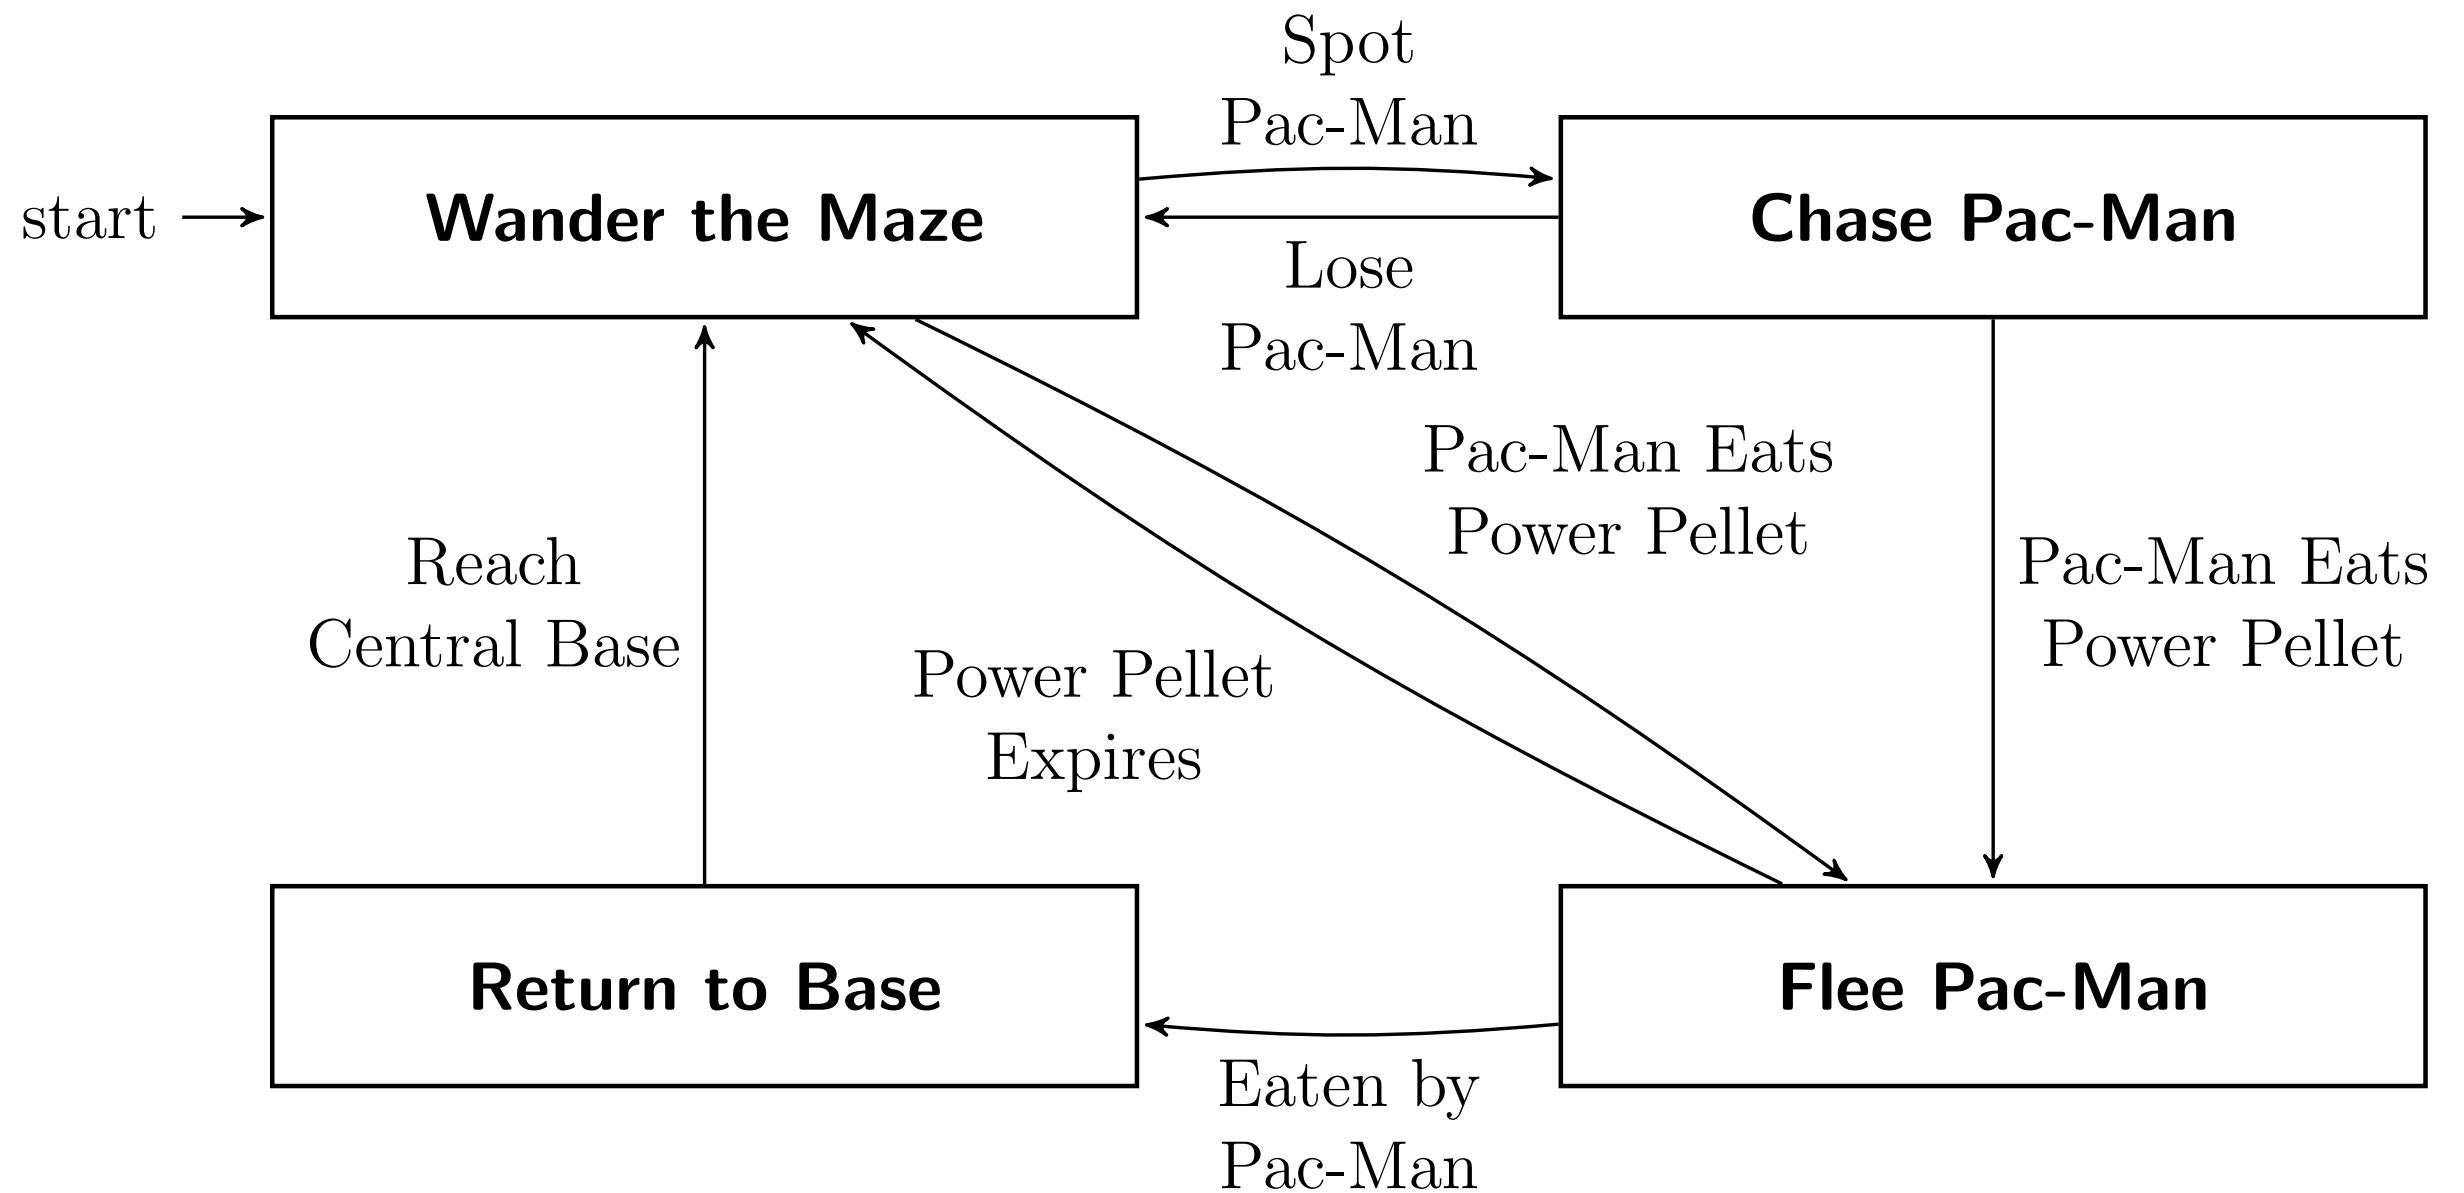 Spot
Pac-Man
start
Wander the Maze
Chase Pac-Man
Lose
Pac-Man
Pac-Man Eats
Power Pellet
Reach
Central Base
Pac-Man Eats
Power Pellet
Power Pellet
Expires
Return to Base
Flee Pac-Man
Eaten by
Pac-Man